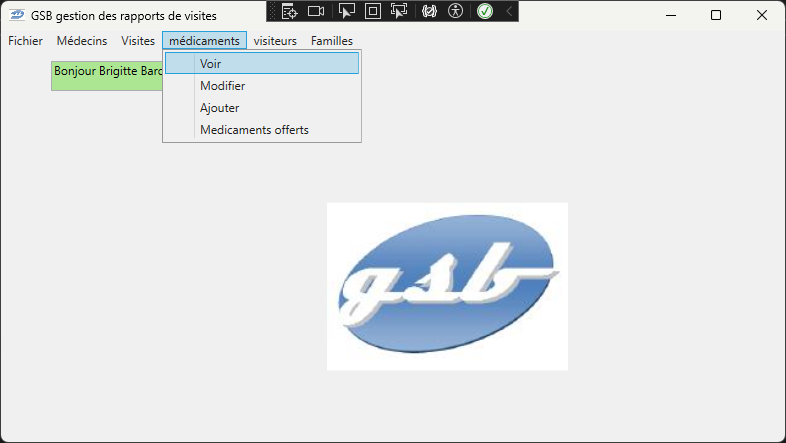 GSB gestion des rapports de visites
Fichier Médecins Visites médicaments visiteurs Familles
Bonjour Brigitte
Voir
Modifier
Ajouter
Medicaments offerts
gsb